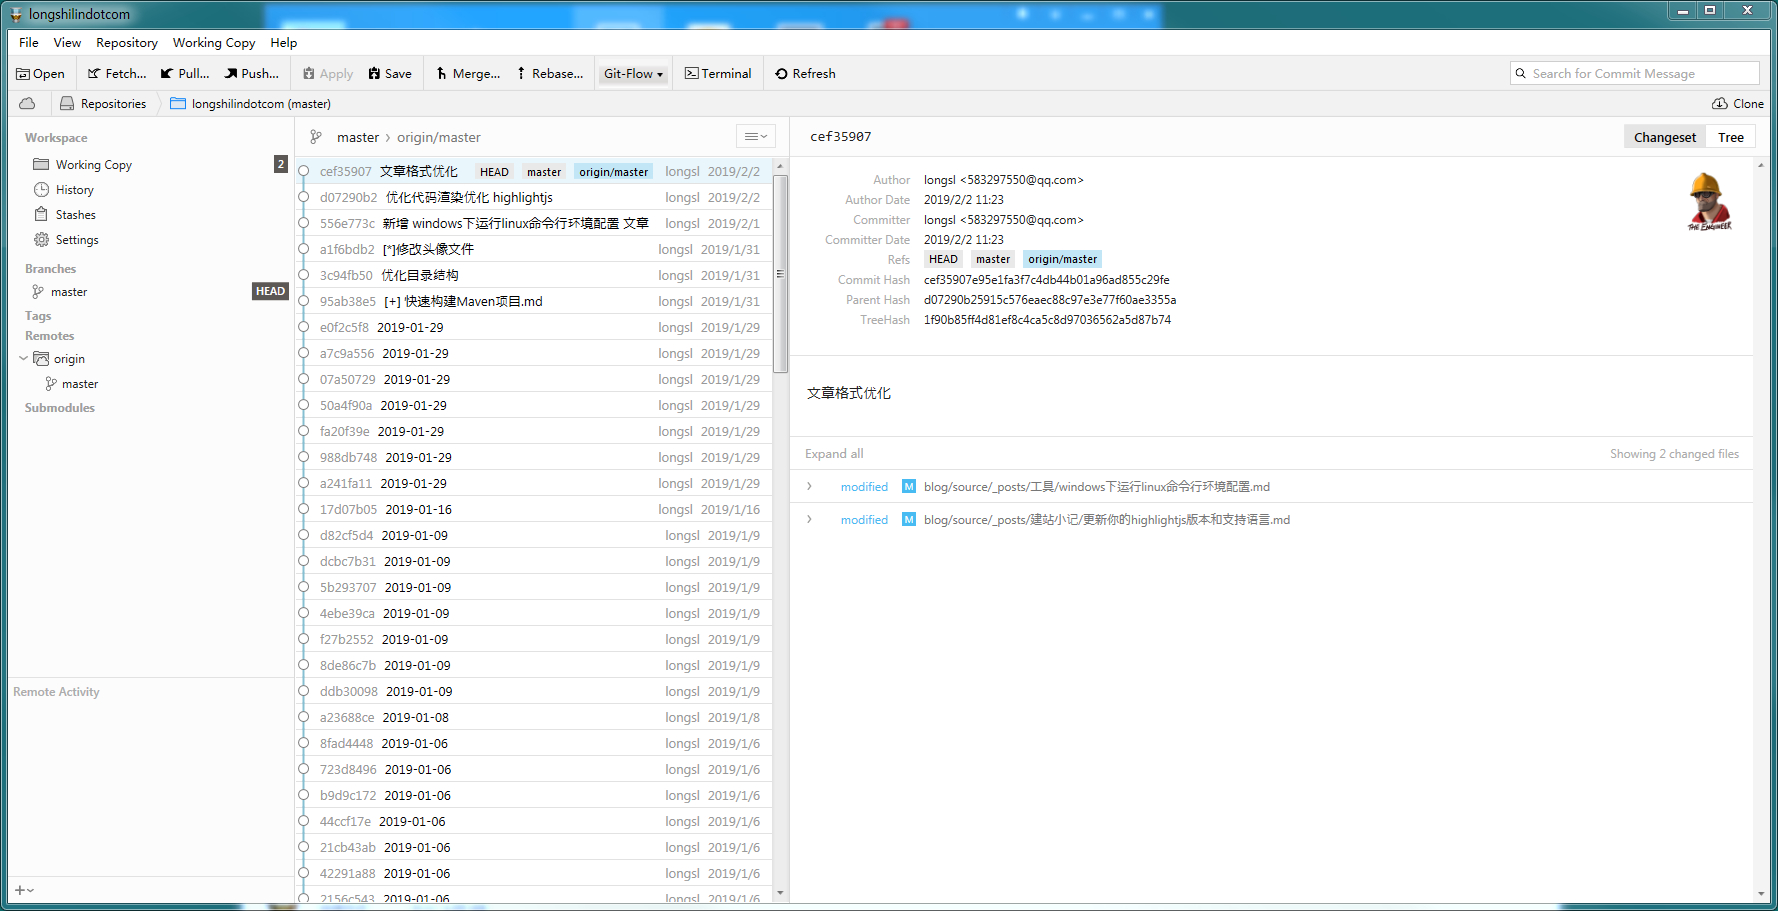 longshilindotcom
File View Repository Working Copy Help
Open Fetch... Pull... Push... Apply Save Merge... Rebase... Git-Flow Terminal Refresh Search for Commit Message
Repositories longshilindotcom (master) Clone
Workspace
Working Copy 2
History
Stashes
Settings
Branches
master HEAD
Tags
Remotes
origin
master
Submodules
Remote Activity
master › origin/master
cef35907 文章格式优化 HEAD master origin/master longsl 2019/2/2
d07290b2 优化代码渲染优化 highlightjs longsl 2019/2/2
556e773c 新增 windows下运行linux命令行环境配置 文章 longsl 2019/2/1
a1f6bdb2 [*]修改头像文件 longsl 2019/1/31
3c94fb50 优化目录结构 longsl 2019/1/31
95ab38e5 [+] 快速构建Maven项目.md longsl 2019/1/31
e0f2c5f8 2019-01-29 longsl 2019/1/29
a7c9a556 2019-01-29 longsl 2019/1/29
07a50729 2019-01-29 longsl 2019/1/29
50a4f90a 2019-01-29 longsl 2019/1/29
fa20f39e 2019-01-29 longsl 2019/1/29
988db748 2019-01-29 longsl 2019/1/29
a241fa11 2019-01-29 longsl 2019/1/29
17d07b05 2019-01-16 longsl 2019/1/16
d82cf5d4 2019-01-09 longsl 2019/1/9
dcbc7b31 2019-01-09 longsl 2019/1/9
5b293707 2019-01-09 longsl 2019/1/9
4ebe39ca 2019-01-09 longsl 2019/1/9
f27b2552 2019-01-09 longsl 2019/1/9
8de86c7b 2019-01-09 longsl 2019/1/9
ddb30098 2019-01-09 longsl 2019/1/9
a23688ce 2019-01-08 longsl 2019/1/8
8fad4448 2019-01-06 longsl 2019/1/6
723d8496 2019-01-06 longsl 2019/1/6
b9d9c172 2019-01-06 longsl 2019/1/6
44ccf17e 2019-01-06 longsl 2019/1/6
21cb43ab 2019-01-06 longsl 2019/1/6
42291a88 2019-01-06 longsl 2019/1/6
2156c543 2019-01-06 longsl 2019/1/6
cef35907 Changeset Tree
Author longsl <583297550@qq.com>
Author Date 2019/2/2 11:23
Committer longsl <583297550@qq.com>
Committer Date 2019/2/2 11:23
Refs HEAD master origin/master
Commit Hash cef35907e95e1fa3f7c4db44b01a96ad855c29fe
Parent Hash d07290b25915c576eaec88c97e3e77f60ae3355a
TreeHash 1f90b85ff4d81ef8c4ca5c8d97036562a5d87b74
THE ENGINEER
文章格式优化
Expand all Showing 2 changed files
modified M blog/source/_posts/工具/windows下运行linux命令行环境配置.md
modified M blog/source/_posts/建站小记/更新你的highlightjs版本和支持语言.md